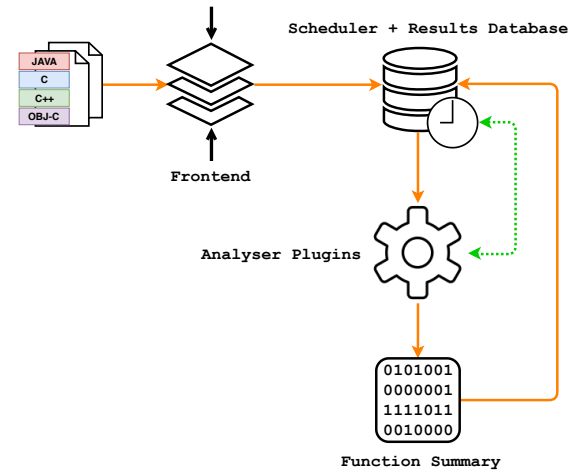 Scheduler + Results Database
JAVA
C
C++
OBJ-C
Frontend
Analyser Plugins
0101001
0000001
1111011
0010000
Function Summary